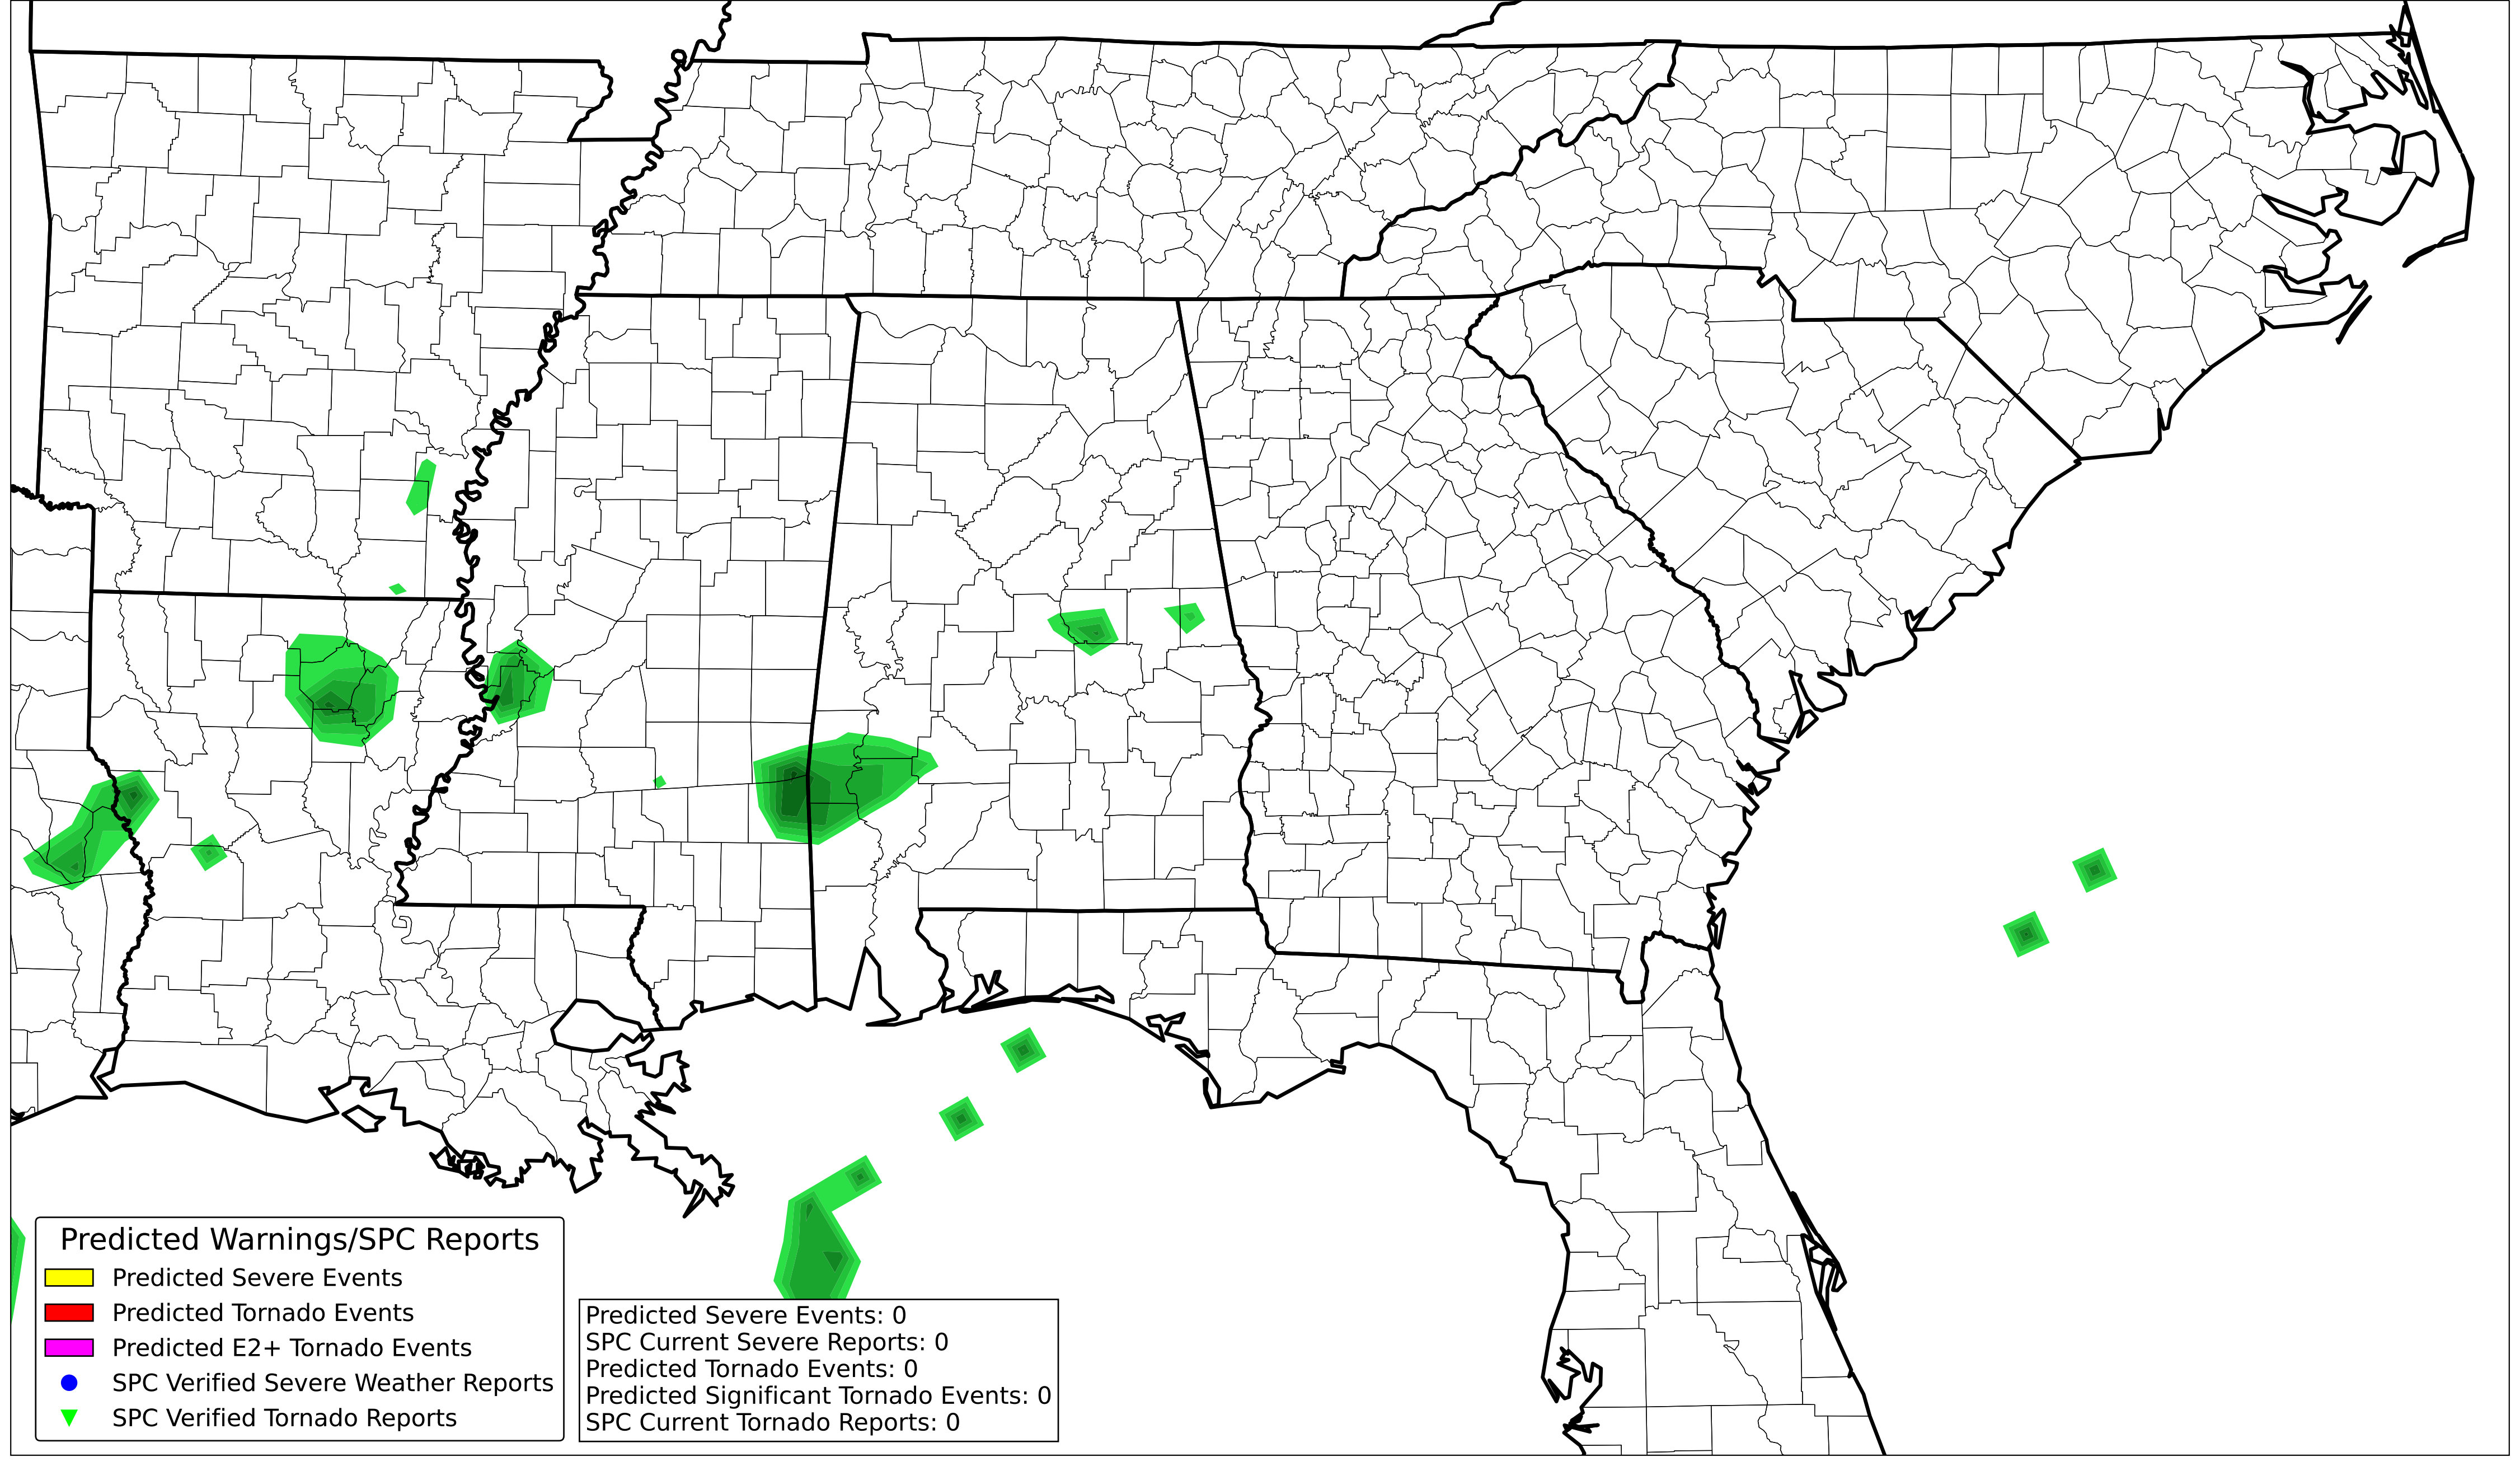 Predicted Warnings/SPC Reports
Predicted Severe Events
Predicted Tornado Events
Predicted E2+ Tornado Events
SPC Verified Severe Weather Reports
SPC Verified Tornado Reports
Predicted Severe Events: 0
SPC Current Severe Reports: 0
Predicted Tornado Events: 0
Predicted Significant Tornado Events: 0
SPC Current Tornado Reports: 0